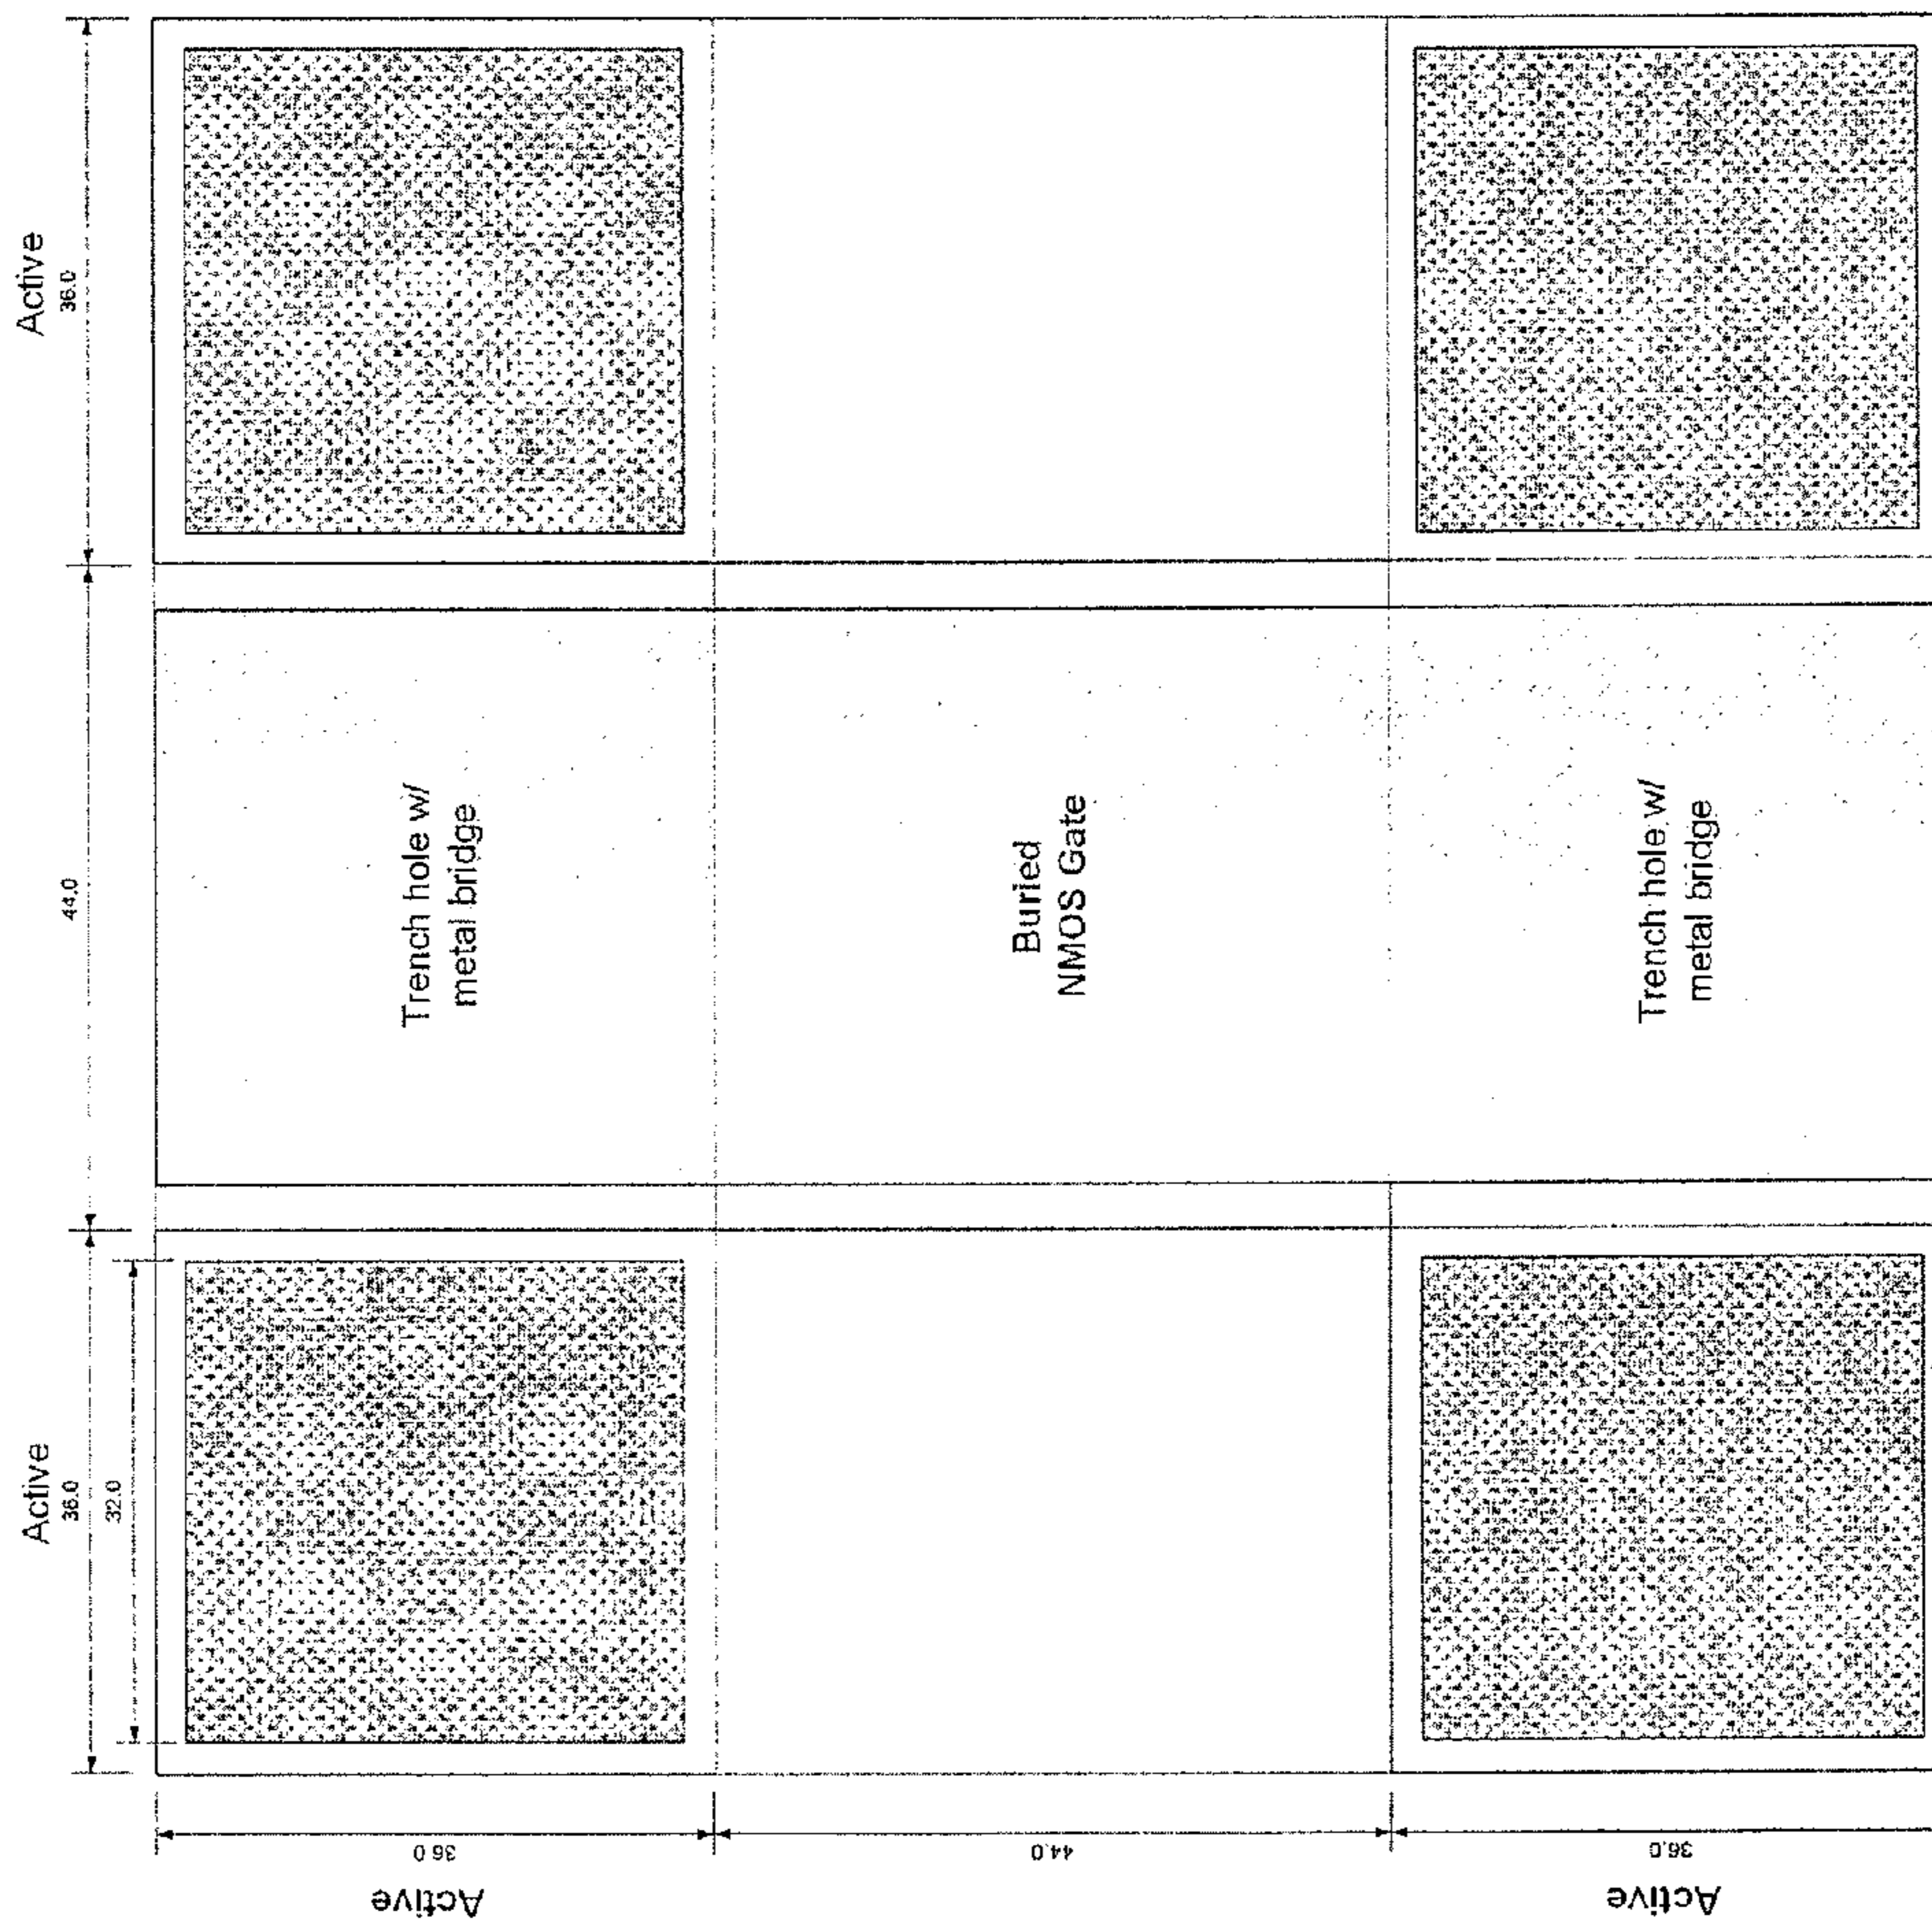 Active
36.0
44.0
Active
36.0
32.0
Trench hole w/
metal bridge
Buried
NMOS Gate
Trench hole w/
metal bridge
36.0
Active
44.0
36.0
Active